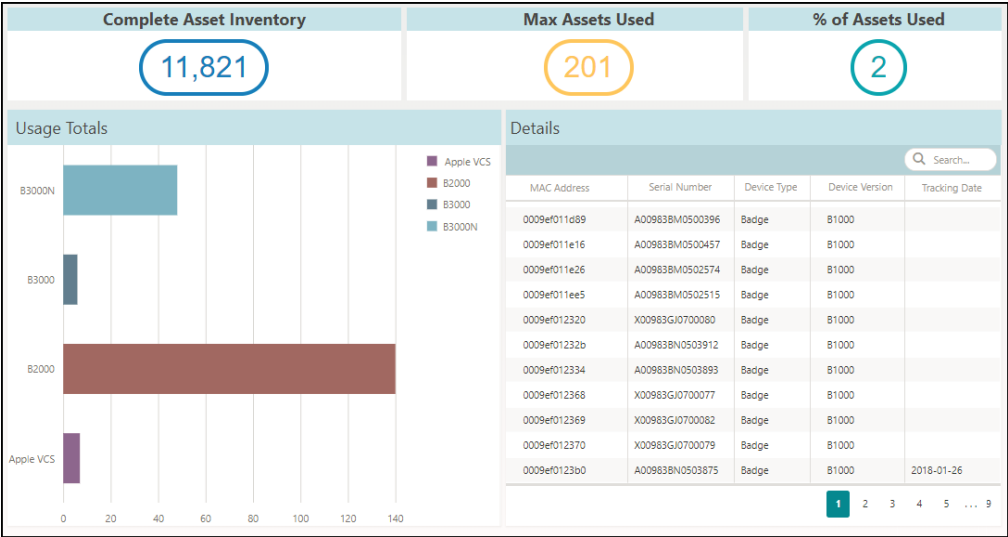 Complete Asset Inventory
11,821
Max Assets Used
201
% of Assets Used
2
Usage Totals
B3000N
B3000
B2000
Apple VCS
0 20 40 60 80 100 120 140
Apple VCS
B2000
B3000
B3000N
Details
Search...
MAC Address Serial Number Device Type Device Version Tracking Date
0009ef011d89 A00983BM0500396 Badge B1000
0009ef011e16 A00983BM0500457 Badge B1000
0009ef011e26 A00983BM0502574 Badge B1000
0009ef011ee5 A00983BM0502515 Badge B1000
0009ef012320 X00983GJ0700080 Badge B1000
0009ef01232b A00983BN0503912 Badge B1000
0009ef012334 A00983BN0503893 Badge B1000
0009ef012368 X00983GJ0700077 Badge B1000
0009ef012369 X00983GJ0700082 Badge B1000
0009ef012370 X00983GJ0700079 Badge B1000
0009ef0123b0 A00983BN0503875 Badge B1000 2018-01-26
1 2 3 4 5 ... 9